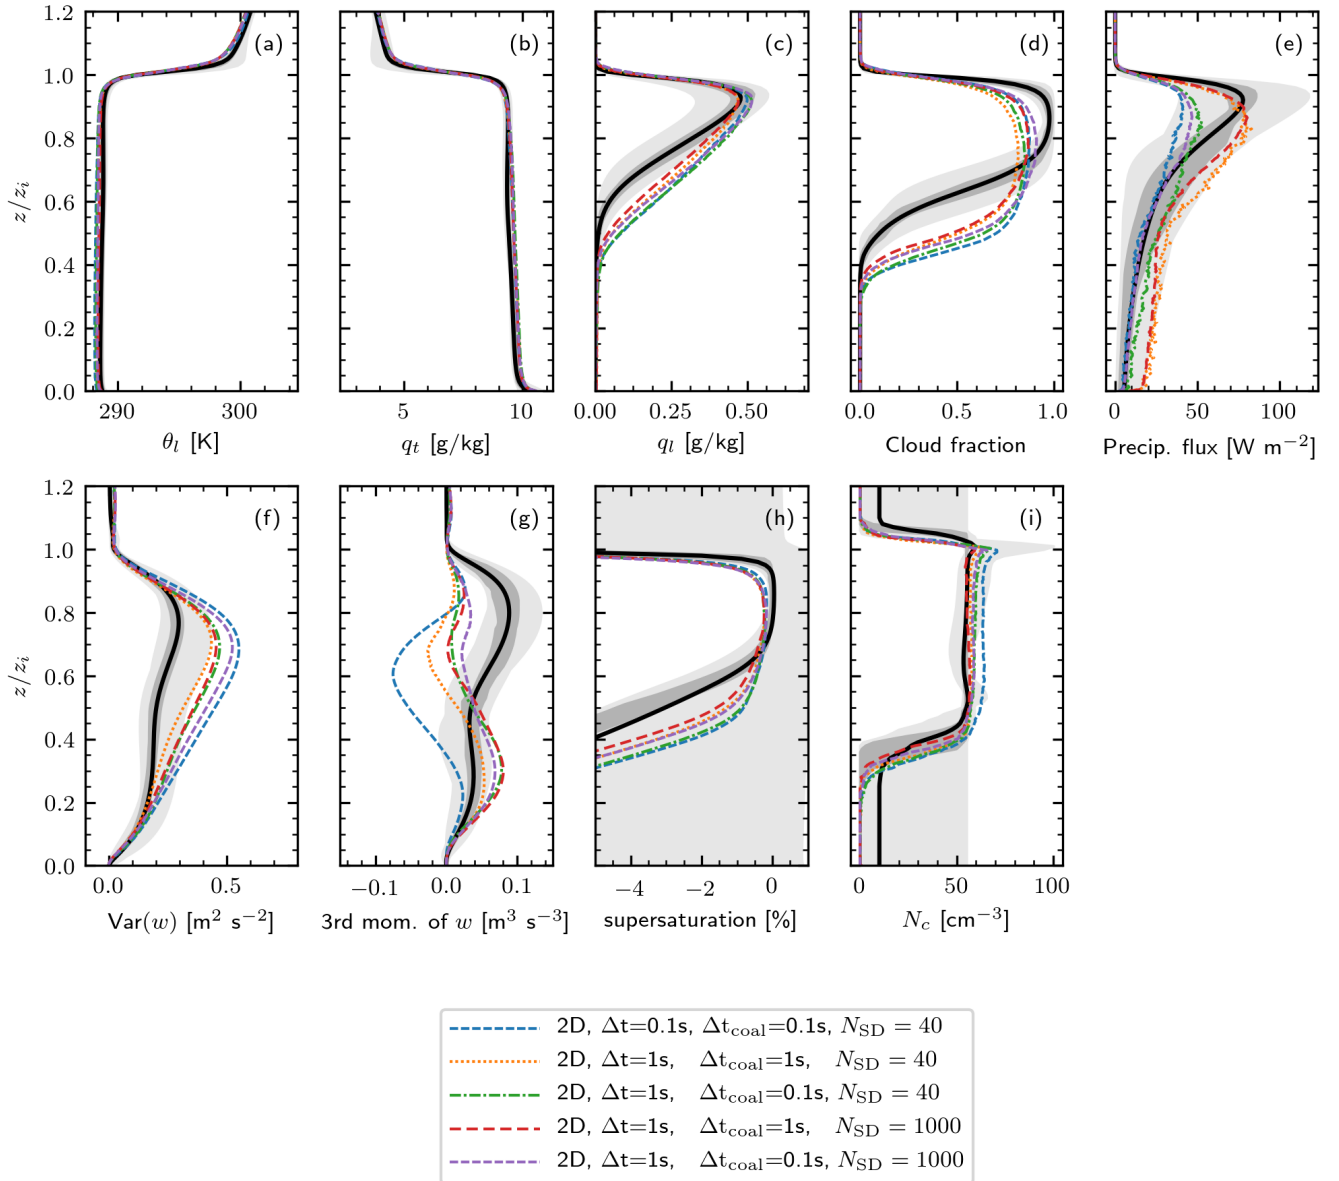 1.2
1.0
0.8
0.6
0.4
0.2
0.0
z/z_i
(a)
(b)
(c)
(d)
(e)
290 300
5 10
0.00 0.25 0.50
0.0 0.5 1.0
0 50 100
θ_l [K]
q_t [g/kg]
q_l [g/kg]
Cloud fraction
Precip. flux [W m⁻²]
1.2
1.0
0.8
0.6
0.4
0.2
0.0
z/z_i
(f)
(g)
(h)
(i)
0.0 0.5
−0.1 0.0 0.1
−4 −2 0
0 50 100
Var(w) [m² s⁻²]
3rd mom. of w [m³ s⁻³]
supersaturation [%]
N_c [cm⁻³]
2D, Δt=0.1s, Δt_coal=0.1s, N_SD = 40
2D, Δt=1s, Δt_coal=1s, N_SD = 40
2D, Δt=1s, Δt_coal=0.1s, N_SD = 40
2D, Δt=1s, Δt_coal=1s, N_SD = 1000
2D, Δt=1s, Δt_coal=0.1s, N_SD = 1000